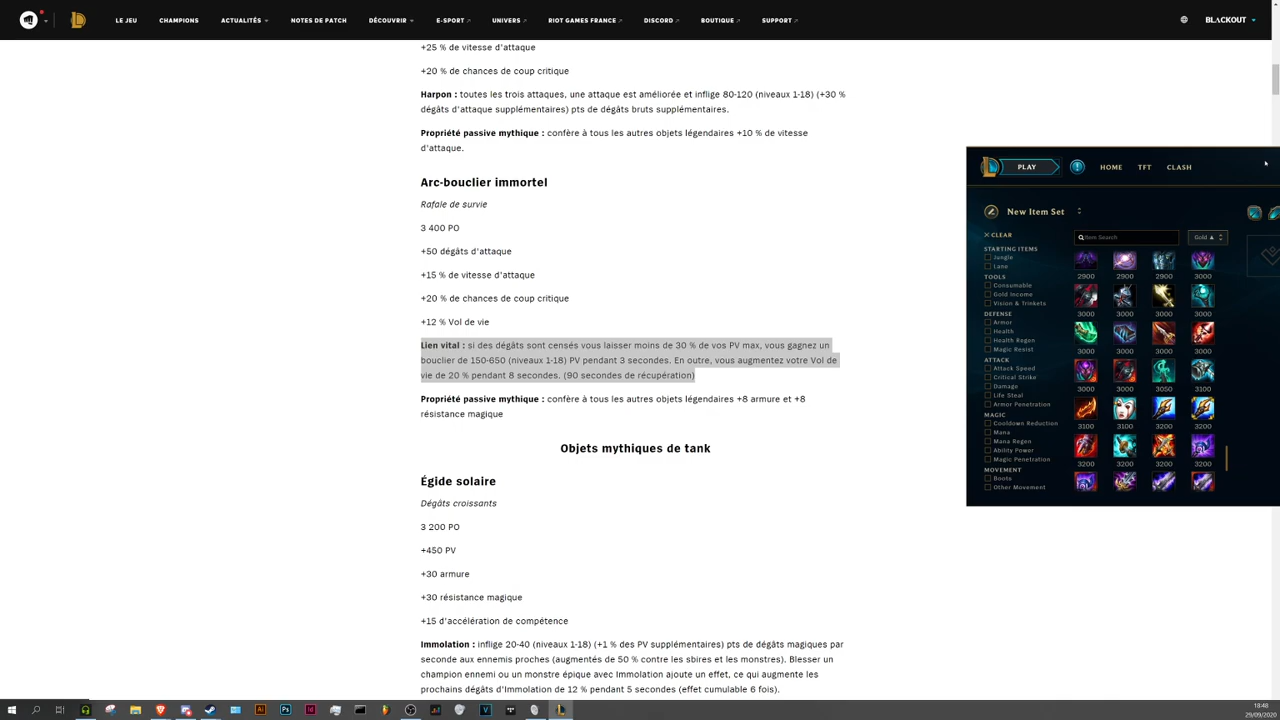 LE JEU CHAMPIONS ACTUALITÉS NOTES DE PATCH DÉCOUVRIR E-SPORT UNIVERS RIOT GAMES FRANCE DISCORD BOUTIQUE SUPPORT BLACKOUT
+25 % de vitesse d'attaque
+20 % de chances de coup critique
Harpon : toutes les trois attaques, une attaque est améliorée et inflige 80-120 (niveaux 1-18) (+30 %
dégâts d'attaque supplémentaires) pts de dégâts bruts supplémentaires.
Propriété passive mythique : confère à tous les autres objets légendaires +10 % de vitesse
d'attaque.
Arc-bouclier immortel
Rafale de survie
3 400 PO
+50 dégâts d'attaque
+15 % de vitesse d'attaque
+20 % de chances de coup critique
+12 % Vol de vie
Lien vital : si des dégâts sont censés vous laisser moins de 30 % de vos PV max, vous gagnez un
bouclier de 150-650 (niveaux 1-18) PV pendant 3 secondes. En outre, vous augmentez votre Vol de
vie de 20 % pendant 8 secondes. (90 secondes de récupération)
Propriété passive mythique : confère à tous les autres objets légendaires +8 armure et +8
résistance magique
Objets mythiques de tank
Égide solaire
Dégâts croissants
3 200 PO
+450 PV
+30 armure
+30 résistance magique
+15 d'accélération de compétence
Immolation : inflige 20-40 (niveaux 1-18) (+1 % des PV supplémentaires) pts de dégâts magiques par
seconde aux ennemis proches (augmentés de 50 % contre les sbires et les monstres). Blesser un
champion ennemi ou un monstre épique avec Immolation ajoute un effet, ce qui augmente les
prochains dégâts d'Immolation de 12 % pendant 5 secondes (effet cumulable 6 fois).
PLAY HOME TFT CLASH
New Item Set
CLEAR
Item Search
Gold
STARTING ITEMS
Jungle
Lane
TOOLS
Consumable
Gold Income
Vision & Trinkets
DEFENSE
Armor
Health
Health Regen
Magic Resist
ATTACK
Attack Speed
Critical Strike
Damage
Life Steal
Armor Penetration
MAGIC
Cooldown Reduction
Mana
Mana Regen
Ability Power
Magic Penetration
MOVEMENT
Boots
Other Movement
2900 2900 2900 3000
3000 3000 3000 3000
3000 3000 3000 3000
3000 3000 3050 3100
3100 3100 3200 3200
3200 3200 3200 3200
18:48
29/09/2020